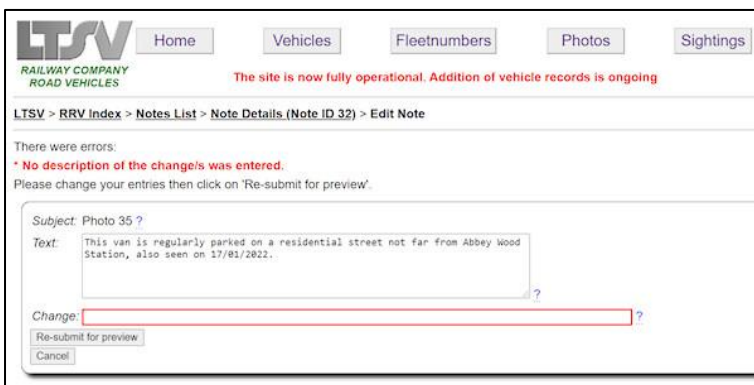 LTSV
RAILWAY COMPANY
ROAD VEHICLES
Home Vehicles Fleetnumbers Photos Sightings
The site is now fully operational. Addition of vehicle records is ongoing
LTSV > RRV Index > Notes List > Note Details (Note ID 32) > Edit Note
There were errors:
* No description of the change/s was entered.
Please change your entries then click on 'Re-submit for preview'.
Subject: Photo 35 ?
Text: This van is regularly parked on a residential street not far from Abbey Wood
Station, also seen on 17/01/2022.
?
Change: ?
Re-submit for preview
Cancel